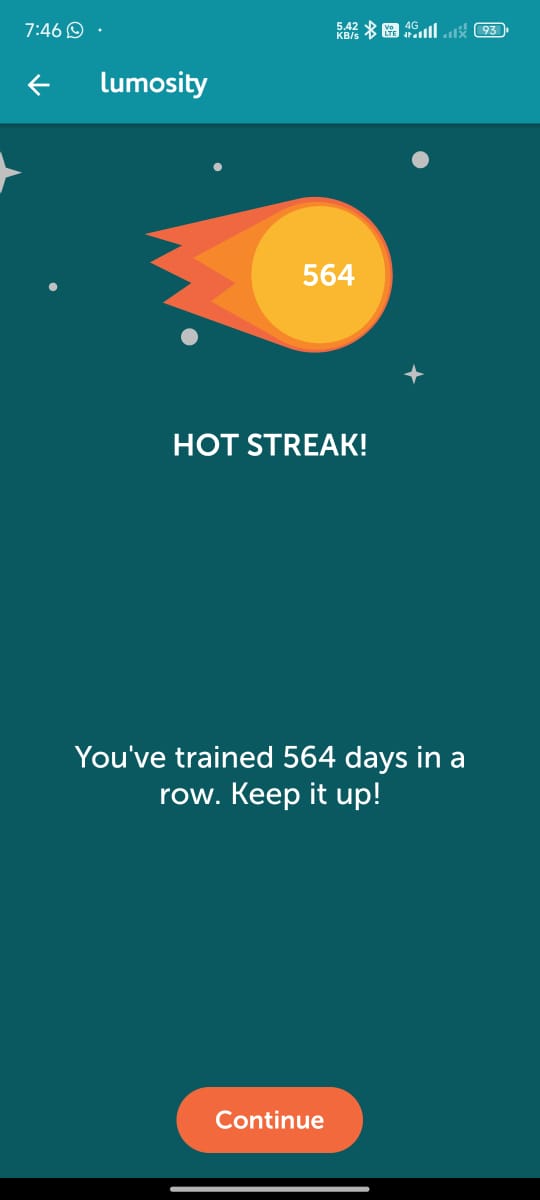 7:46
5.42
KB/s
Vo
LTE
4G
93
lumosity
564
HOT STREAK!
You've trained 564 days in a
row. Keep it up!
Continue